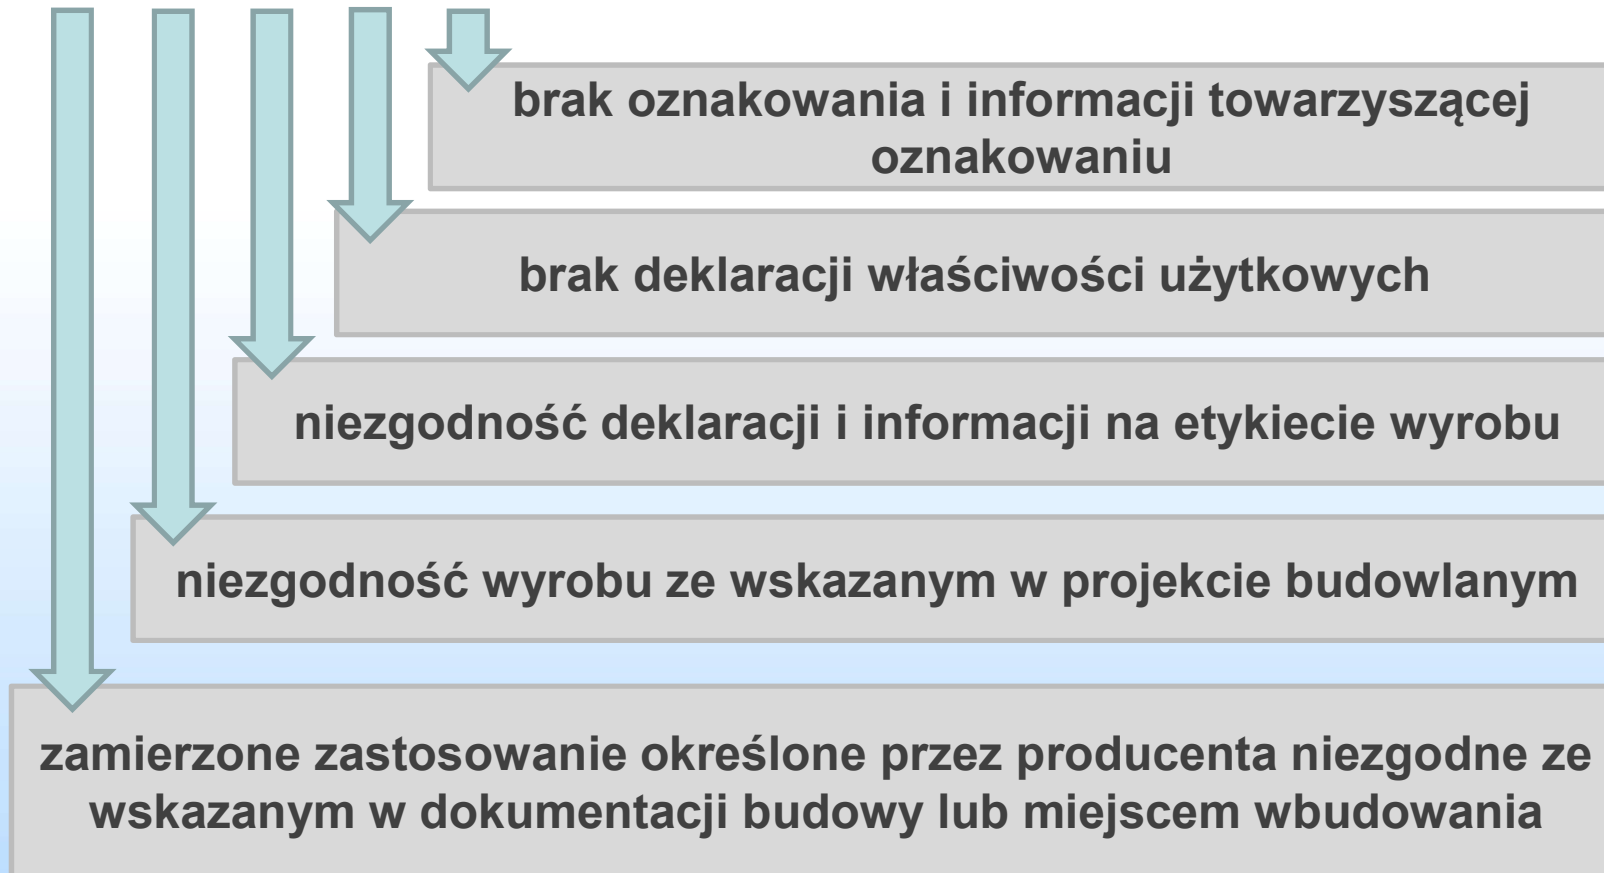 brak oznakowania i informacji towarzyszącej
oznakowaniu
brak deklaracji właściwości użytkowych
niezgodność deklaracji i informacji na etykiecie wyrobu
niezgodność wyrobu ze wskazanym w projekcie budowlanym
zamierzone zastosowanie określone przez producenta niezgodne ze
wskazanym w dokumentacji budowy lub miejscem wbudowania